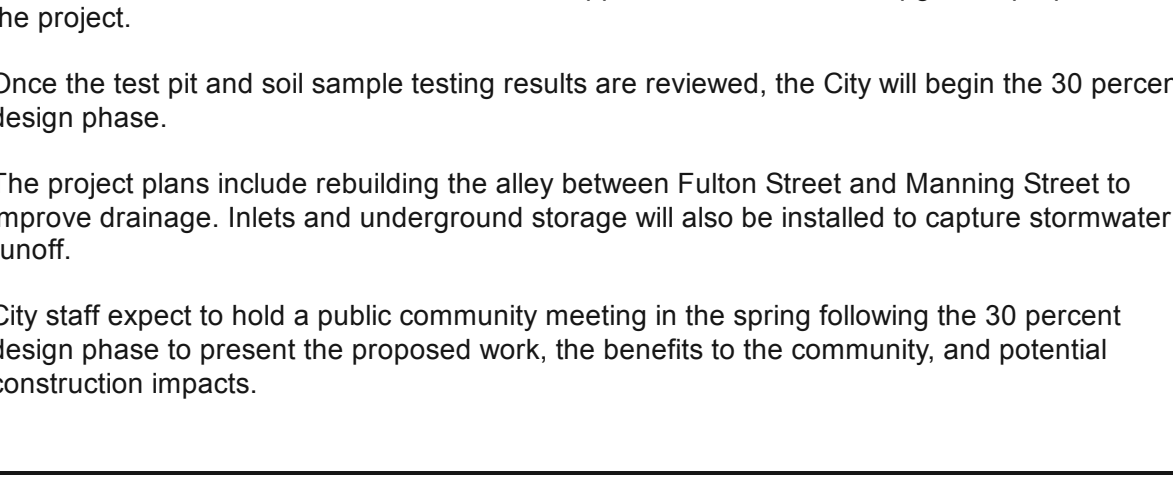 the project.
Once the test pit and soil sample testing results are reviewed, the City will begin the 30 percent
design phase.
The project plans include rebuilding the alley between Fulton Street and Manning Street to
improve drainage. Inlets and underground storage will also be installed to capture stormwater
runoff.
City staff expect to hold a public community meeting in the spring following the 30 percent
design phase to present the proposed work, the benefits to the community, and potential
construction impacts.